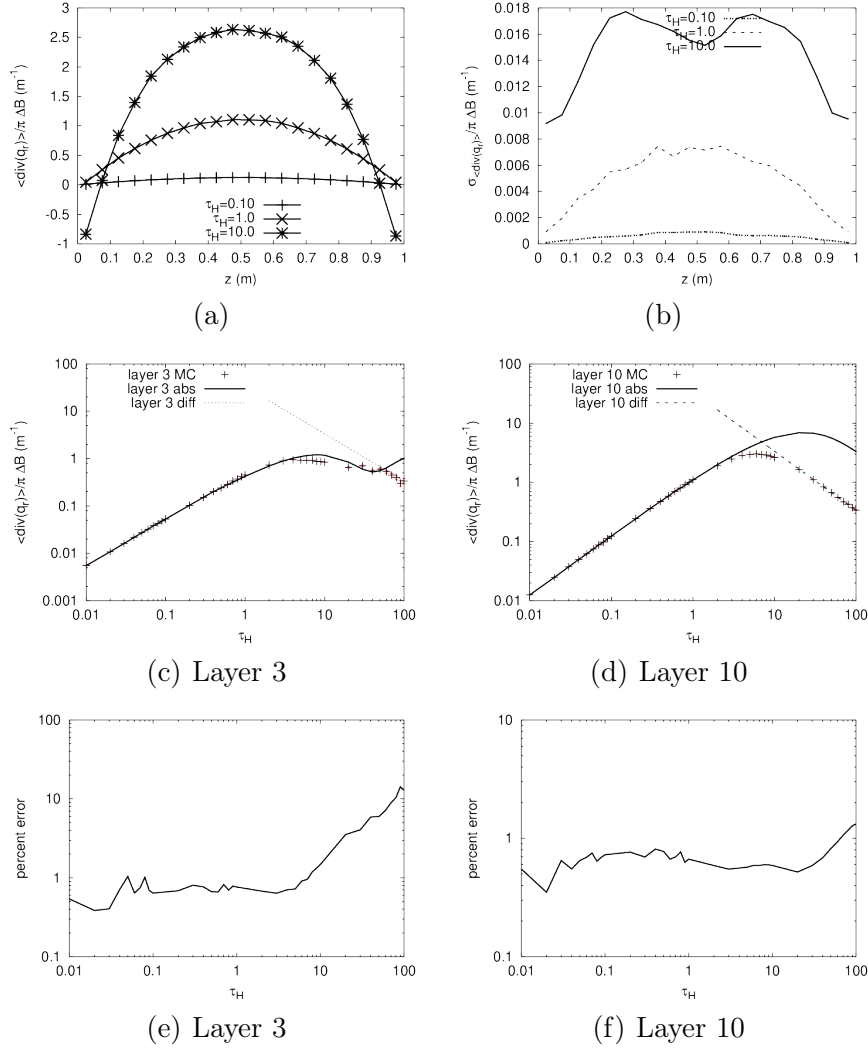 3
2.5
2
1.5
1
0.5
0
-0.5
-1
0 0.1 0.2 0.3 0.4 0.5 0.6 0.7 0.8 0.9 1
<div(q_r)>/π ΔB (m⁻¹)
τ_H=0.10
τ_H=1.0
τ_H=10.0
z (m)
(a)
0.018
0.016
0.014
0.012
0.01
0.008
0.006
0.004
0.002
0
0 0.1 0.2 0.3 0.4 0.5 0.6 0.7 0.8 0.9 1
σ_<div(q_r)>/π ΔB (m⁻¹)
τ_H=0.10
τ_H=1.0
τ_H=10.0
z (m)
(b)
100
10
1
0.1
0.01
0.001
0.01 0.1 1 10 100
<div(q_r)>/π ΔB (m⁻¹)
layer 3 MC
layer 3 abs
layer 3 diff
τ_H
(c) Layer 3
100
10
1
0.1
0.01
0.01 0.1 1 10 100
<div(q_r)>/π ΔB (m⁻¹)
layer 10 MC
layer 10 abs
layer 10 diff
τ_H
(d) Layer 10
100
10
1
0.1
0.01 0.1 1 10 100
percent error
τ_H
(e) Layer 3
10
1
0.1
0.01 0.1 1 10 100
percent error
τ_H
(f) Layer 10